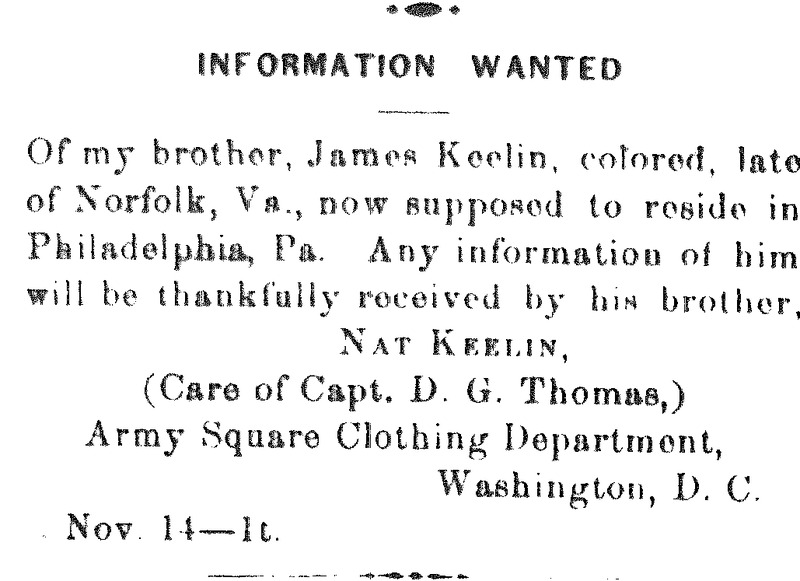 INFORMATION WANTED
Of my brother, James Keelin, colored, late
of Norfolk, Va., now supposed to reside in
Philadelphia, Pa. Any information of him
will be thankfully received by his brother,
NAT KEELIN,
(Care of Capt. D. G. Thomas,)
Army Square Clothing Department,
Washington, D. C.
Nov. 14—1t.